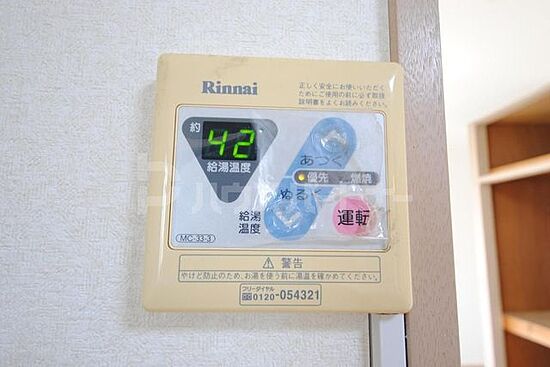 Rinnai
正しく安全にお使いいただく
ためにご使用の前に必ず取扱
説明書をよくお読みください。
約
42
給湯温度
あつく
優先 燃焼
ぬるく
給湯
温度
運転
MC-33-3
警告
やけど防止のため、お湯を使う前に湯温を確かめてください。
フリーダイヤル
0120-054321